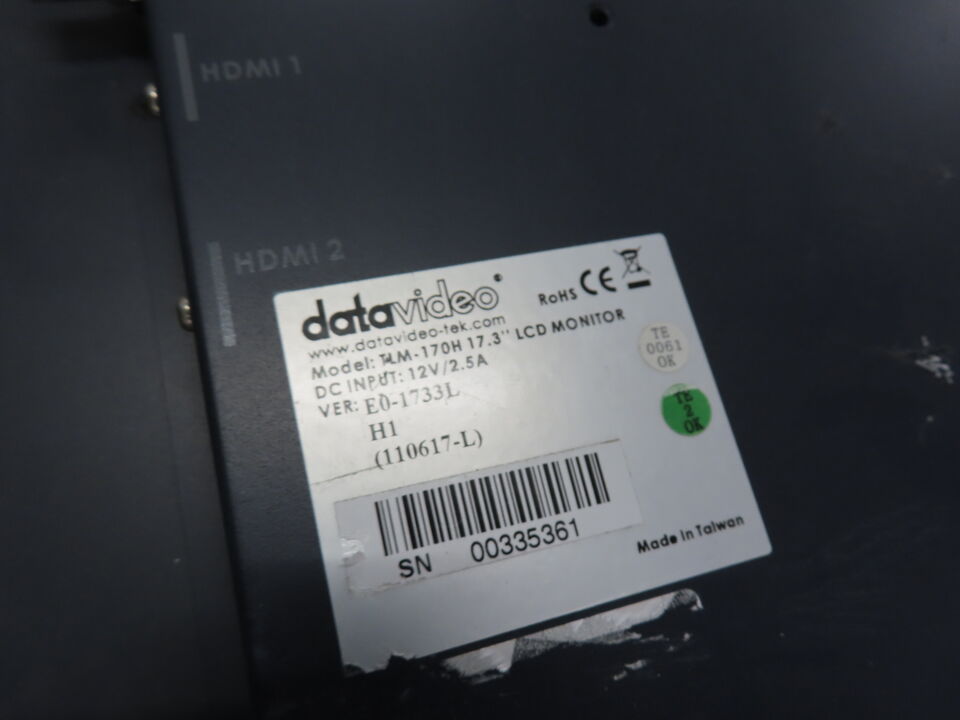 HDMI 1
HDMI 2
datavideo
RoHS CE
www.datavideo-tek.com
Model: TLM-170H 17.3" LCD MONITOR
DC INPUT: 12V/2.5A
VER: E0-1733L
H1
(110617-L)
TE
0061
OK
TE
2
OK
SN 00335361
Made in Taiwan